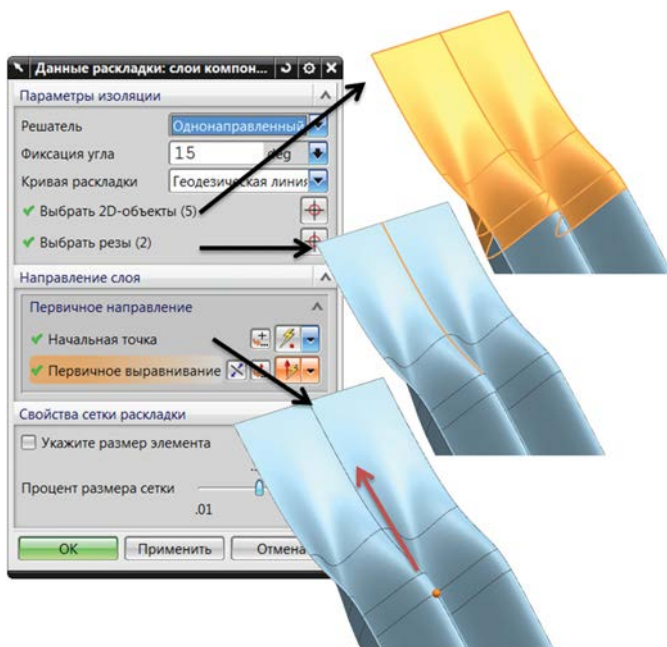 Данные раскладки: слои компон...
Параметры изоляции
Решатель Однонаправленный
Фиксация угла 15 deg
Кривая раскладки Геодезическая линия
Выбрать 2D-объекты (5)
Выбрать резы (2)
Направление слоя
Первичное направление
Начальная точка
Первичное выравнивание
Свойства сетки раскладки
Укажите размер элемента
Процент размера сетки
.01
OK Применить Отмена